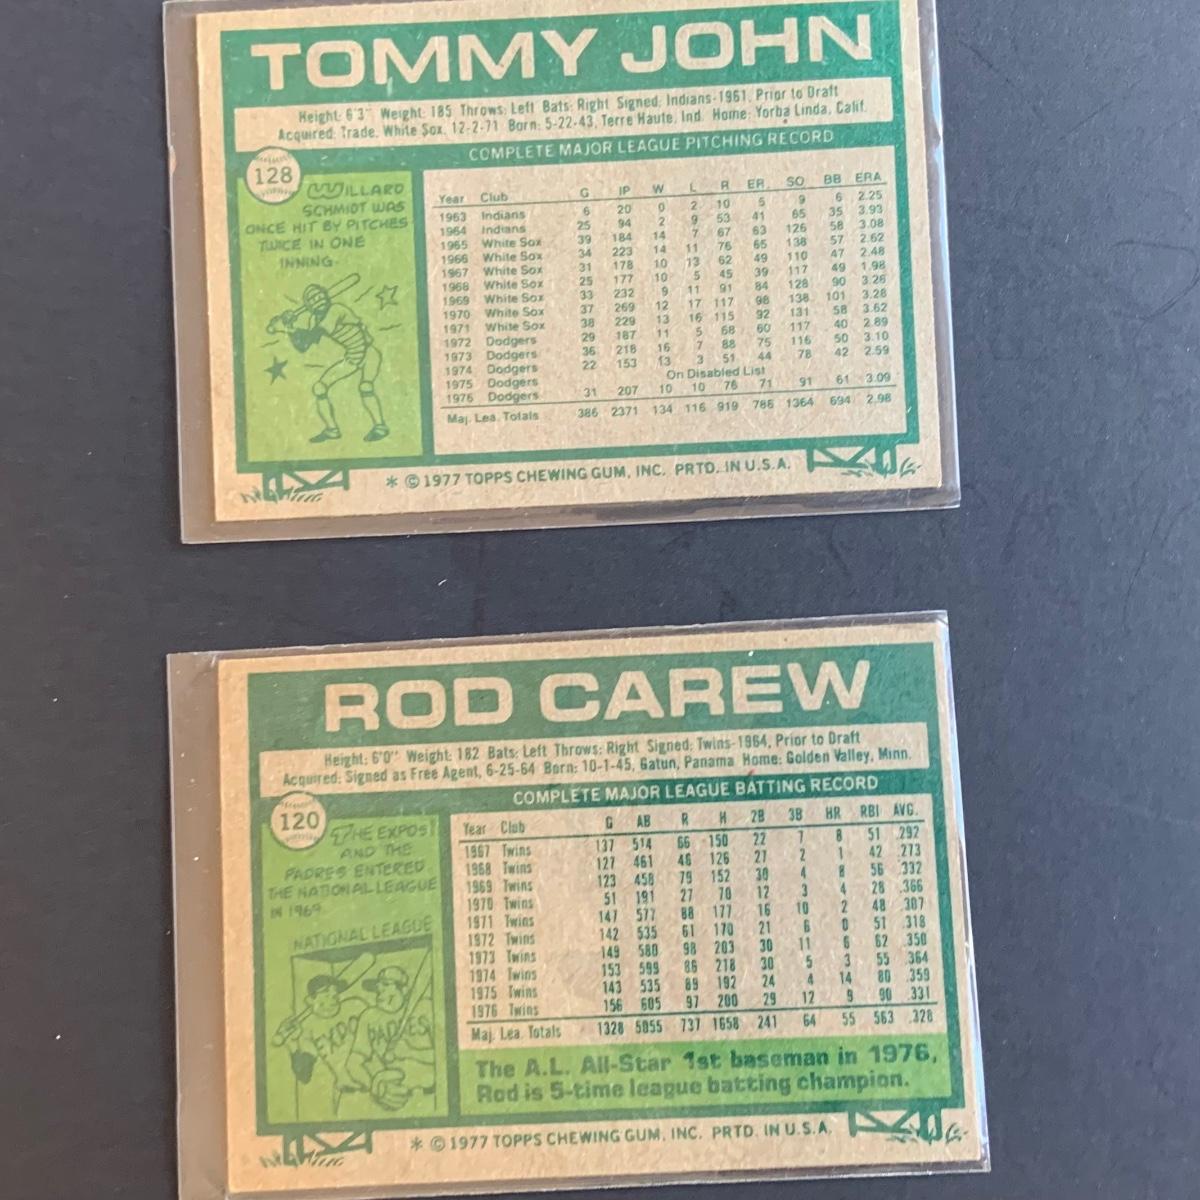 TOMMY JOHN
Height: 6'3" Weight: 185 Throws: Left Bats: Right Signed: Indians-1961, Prior to Draft
Acquired: Trade, White Sox, 12-2-71 Born: 5-22-43, Terre Haute, Ind. Home: Yorba Linda, Calif.
COMPLETE MAJOR LEAGUE PITCHING RECORD
128
WILLARD
SCHMIDT WAS
ONCE HIT BY PITCHES
TWICE IN ONE
INNING.
Year Club G IP W L R ER SO BB ERA
1963 Indians 6 20 0 2 10 5 9 6 2.25
1964 Indians 25 94 2 9 53 41 65 35 3.93
1965 White Sox 39 184 14 7 67 63 126 58 3.08
1966 White Sox 34 223 14 11 76 65 138 57 2.62
1967 White Sox 31 178 10 13 62 49 110 47 2.48
1968 White Sox 25 177 10 5 45 39 117 49 1.98
1969 White Sox 33 232 9 11 91 84 128 90 3.26
1970 White Sox 37 269 12 17 117 98 138 101 3.28
1971 White Sox 38 229 13 16 115 92 131 58 3.62
1972 Dodgers 29 187 11 5 68 60 117 40 2.89
1973 Dodgers 36 218 16 7 88 75 116 50 3.10
1974 Dodgers 22 153 13 3 51 44 78 42 2.59
1975 Dodgers On Disabled List
1976 Dodgers 31 207 10 10 76 71 91 61 3.09
Maj. Lea. Totals 386 2371 134 116 919 786 1364 694 2.98
* © 1977 TOPPS CHEWING GUM, INC. PRTD. IN U.S.A.
ROD CAREW
Height: 6'0" Weight: 182 Bats: Left Throws: Right Signed: Twins-1964, Prior to Draft
Acquired: Signed as Free Agent, 6-25-64 Born: 10-1-45, Gatun, Panama Home: Golden Valley, Minn.
COMPLETE MAJOR LEAGUE BATTING RECORD
120
THE EXPOS
AND THE
PADRES ENTERED
THE NATIONAL LEAGUE
IN 1969.
NATIONAL LEAGUE
EXPO PADRES
Year Club G AB R H 2B 3B HR RBI AVG.
1967 Twins 137 514 66 150 22 7 8 51 .292
1968 Twins 127 461 46 126 27 2 1 42 .273
1969 Twins 123 458 79 152 30 4 8 56 .332
1970 Twins 51 191 27 70 12 3 4 28 .366
1971 Twins 147 577 88 177 16 10 2 48 .307
1972 Twins 142 535 61 170 21 6 0 51 .318
1973 Twins 149 580 98 203 30 11 6 62 .350
1974 Twins 153 599 86 218 30 5 3 55 .364
1975 Twins 143 535 89 192 24 4 14 80 .359
1976 Twins 156 605 97 200 29 12 9 90 .331
Maj. Lea. Totals 1328 5055 737 1658 241 64 55 563 .328
The A.L. All-Star 1st baseman in 1976,
Rod is 5-time league batting champion.
* © 1977 TOPPS CHEWING GUM, INC. PRTD. IN U.S.A.